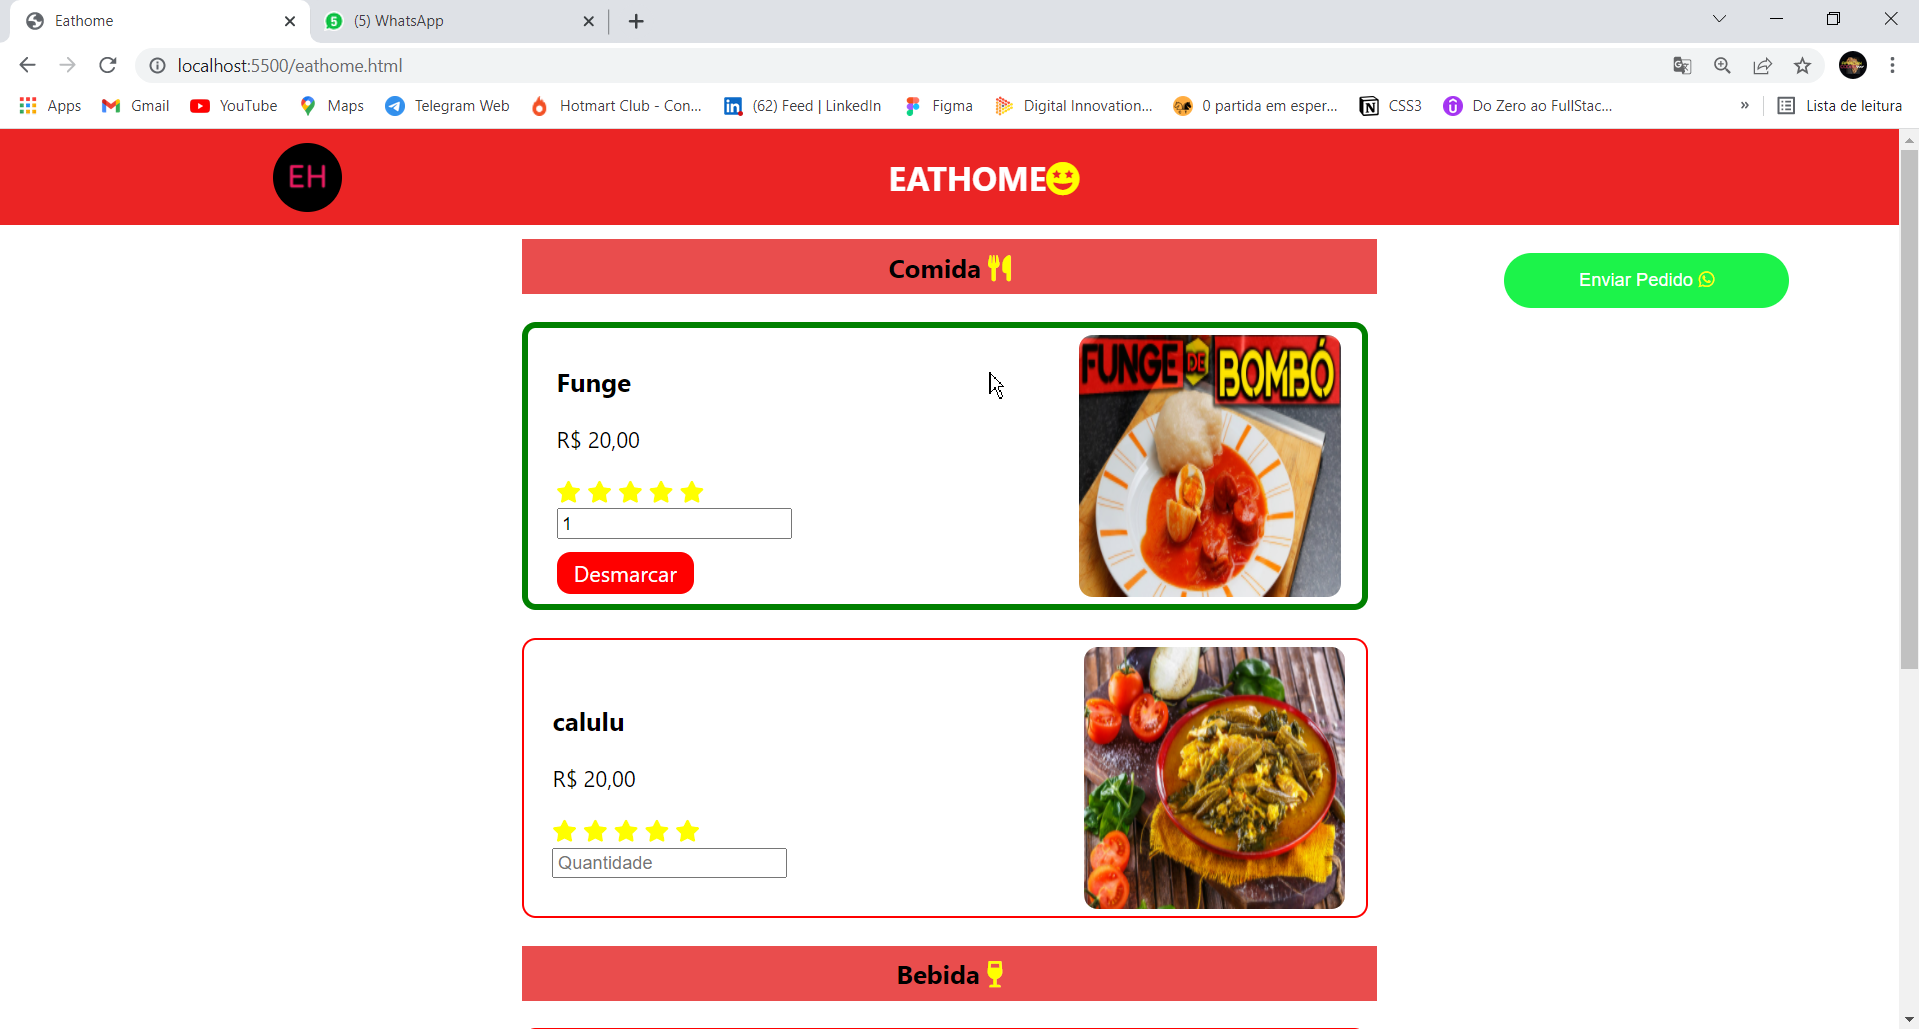 Eathome
(5) WhatsApp
localhost:5500/eathome.html
Apps
Gmail
YouTube
Maps
Telegram Web
Hotmart Club - Con...
(62) Feed | LinkedIn
Figma
Digital Innovation...
0 partida em esper...
CSS3
Do Zero ao FullStac...
»
Lista de leitura
EH
EATHOME
Comida
Enviar Pedido
Funge
R$ 20,00
1
Desmarcar
FUNGE DE BOMBÓ
calulu
R$ 20,00
Quantidade
Bebida